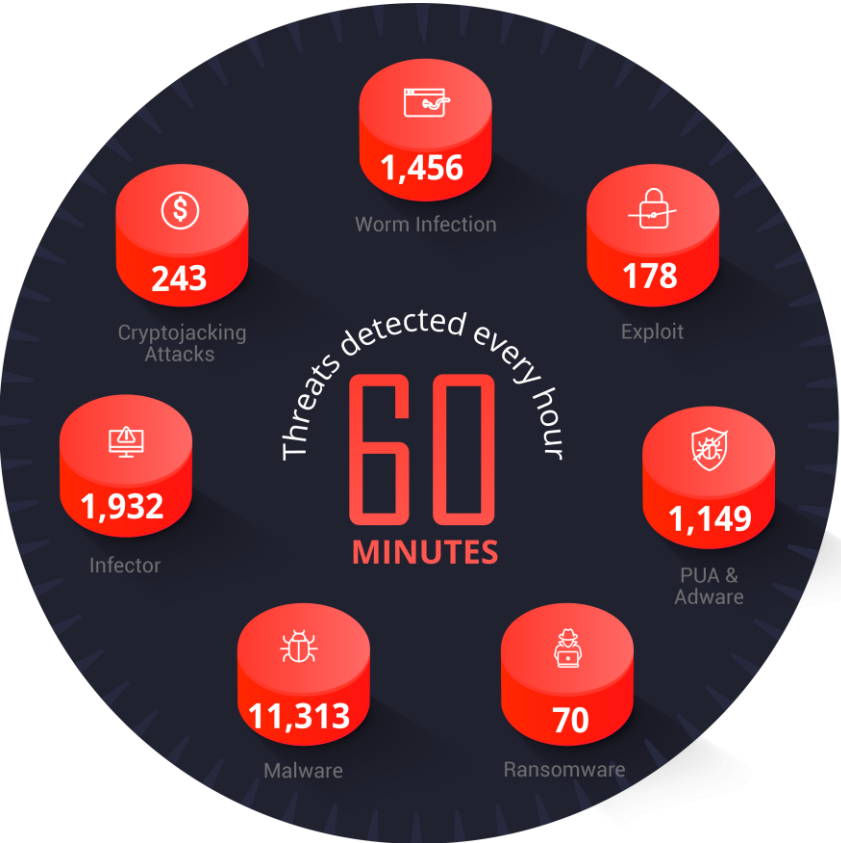 1,456
Worm Infection
243
Cryptojacking
Attacks
178
Exploit
Threats detected every hour
60
MINUTES
1,932
Infector
1,149
PUA &
Adware
11,313
Malware
70
Ransomware